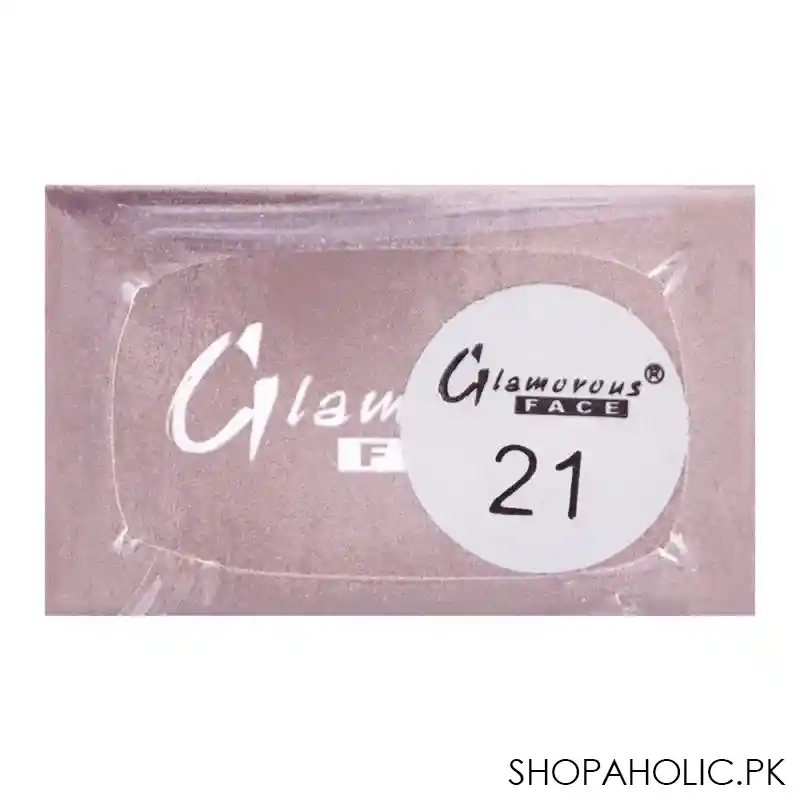 Glam
F
Glamorous®
FACE
21
SHOPAHOLIC.PK